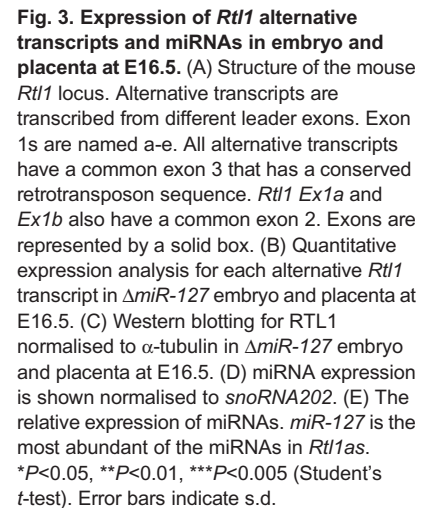 Fig. 3. Expression of Rtl1 alternative
transcripts and miRNAs in embryo and
placenta at E16.5. (A) Structure of the mouse
Rtl1 locus. Alternative transcripts are
transcribed from different leader exons. Exon
1s are named a-e. All alternative transcripts
have a common exon 3 that has a conserved
retrotransposon sequence. Rtl1 Ex1a and
Ex1b also have a common exon 2. Exons are
represented by a solid box. (B) Quantitative
expression analysis for each alternative Rtl1
transcript in ΔmiR-127 embryo and placenta at
E16.5. (C) Western blotting for RTL1
normalised to α-tubulin in ΔmiR-127 embryo
and placenta at E16.5. (D) miRNA expression
is shown normalised to snoRNA202. (E) The
relative expression of miRNAs. miR-127 is the
most abundant of the miRNAs in Rtl1as.
*P<0.05, **P<0.01, ***P<0.005 (Student's
t-test). Error bars indicate s.d.